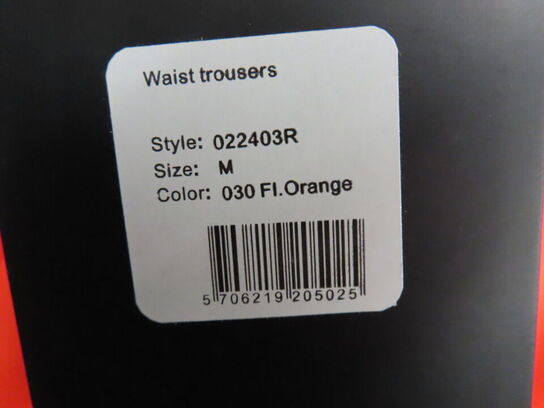 Waist trousers
Style: 022403R
Size: M
Color: 030 Fl.Orange
5 706219 205025